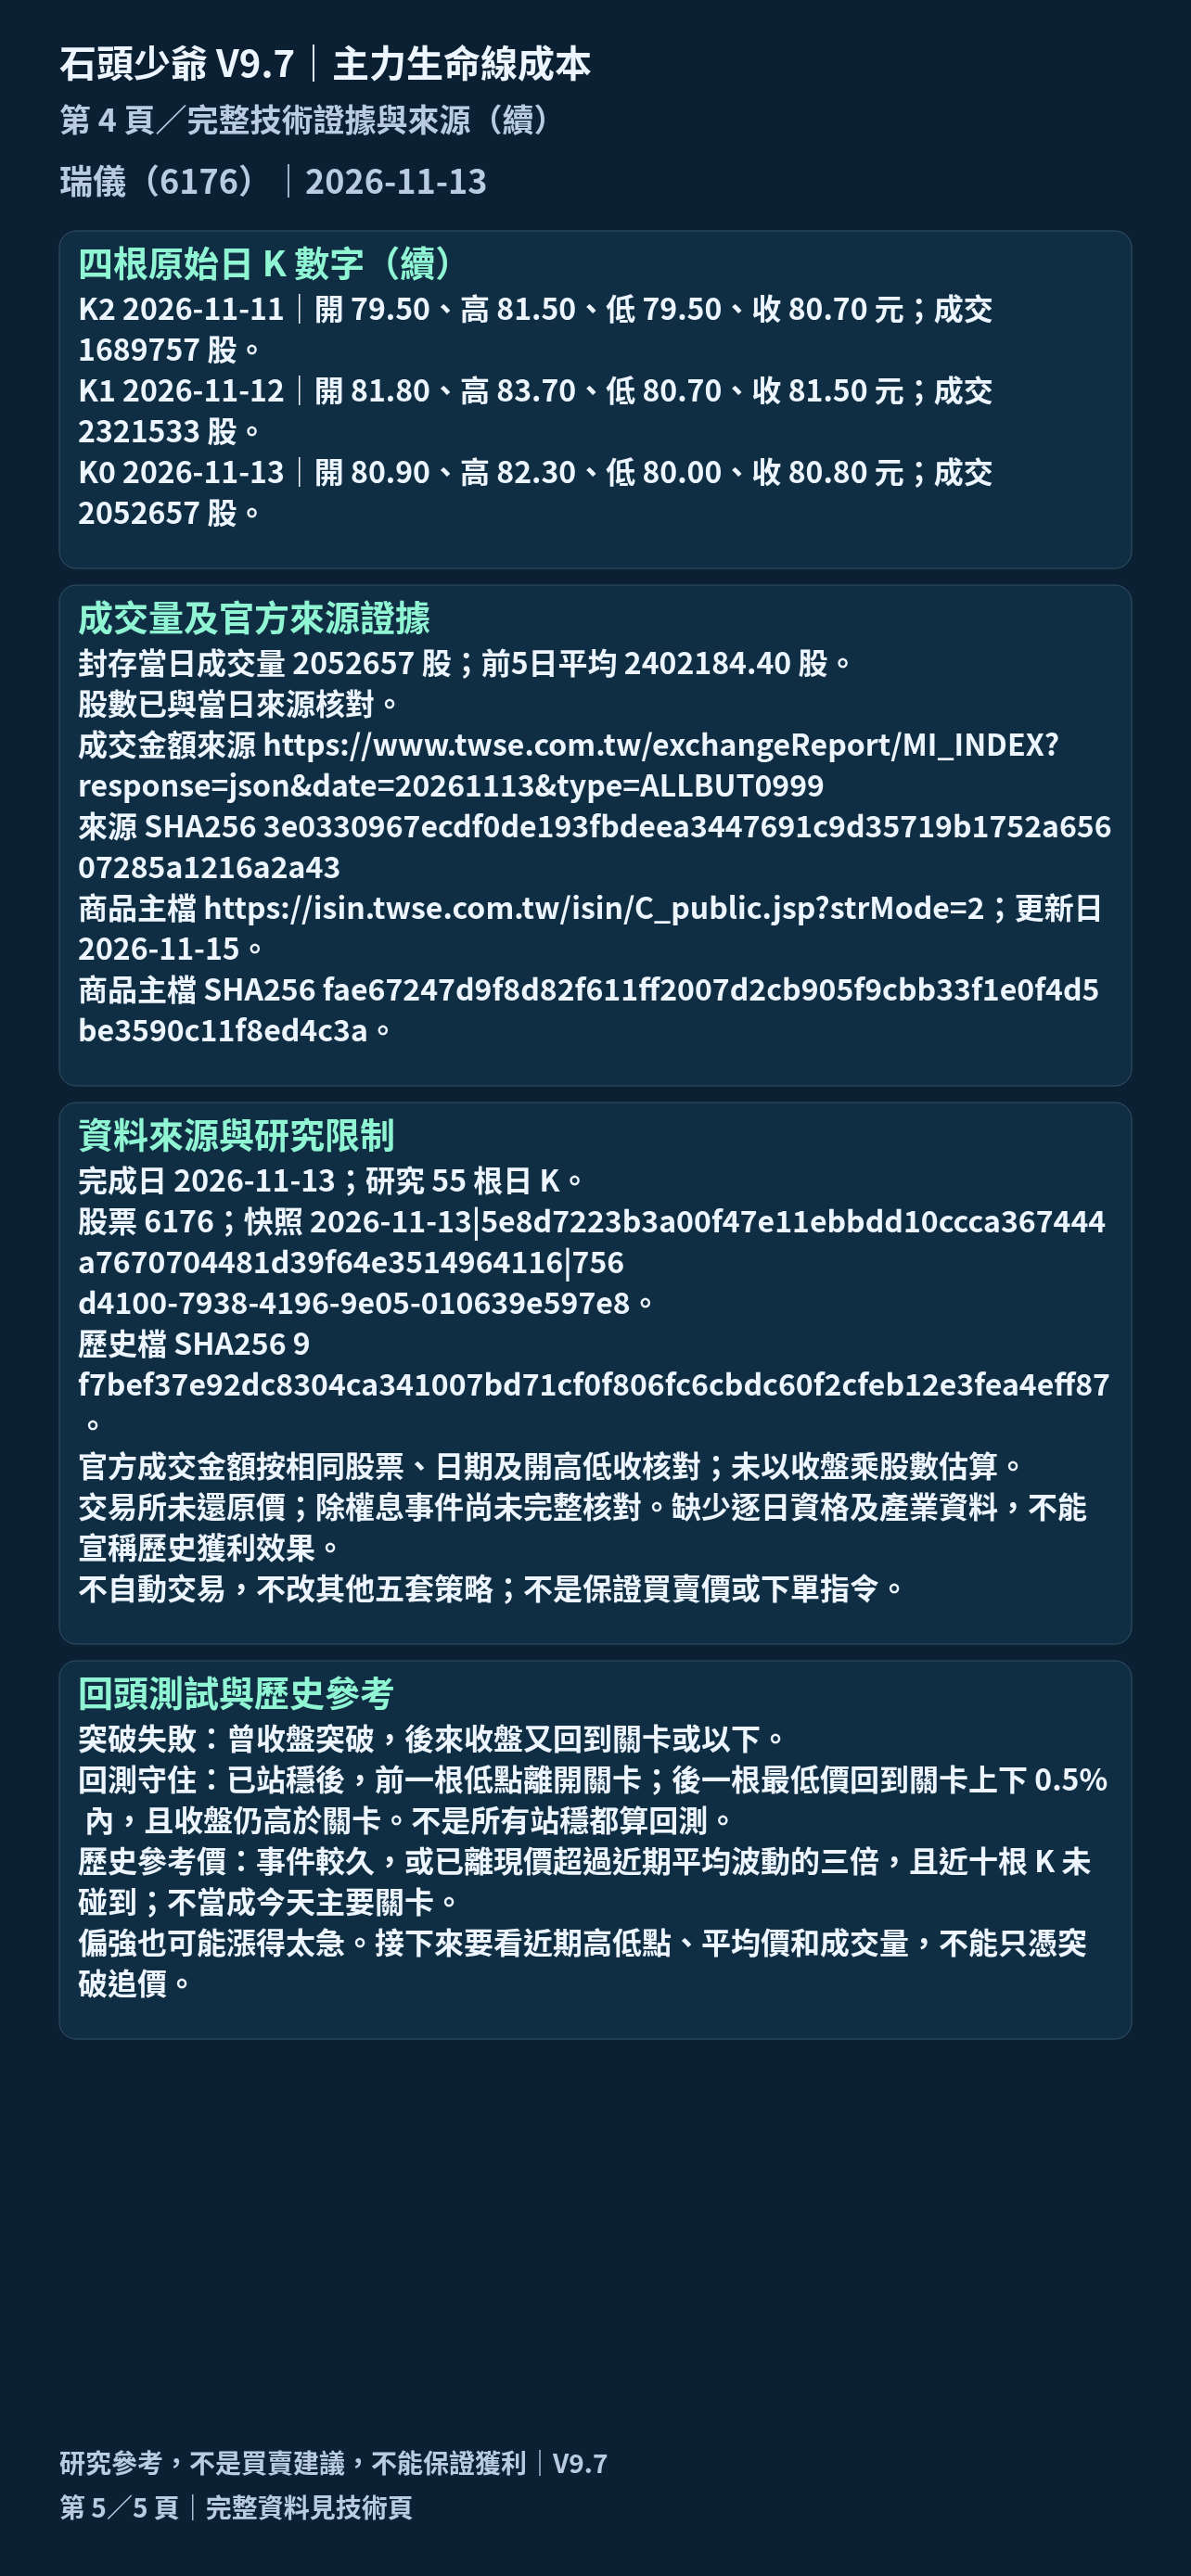 石頭少爺 V9.7｜主力生命線成本
第 4 頁／完整技術證據與來源（續）
瑞儀（6176）｜2026-11-13
四根原始日 K 數字（續）
K2 2026-11-11｜開 79.50、高 81.50、低 79.50、收 80.70 元；成交
1689757 股。
K1 2026-11-12｜開 81.80、高 83.70、低 80.70、收 81.50 元；成交
2321533 股。
K0 2026-11-13｜開 80.90、高 82.30、低 80.00、收 80.80 元；成交
2052657 股。
成交量及官方來源證據
封存當日成交量 2052657 股；前5日平均 2402184.40 股。
股數已與當日來源核對。
成交金額來源 https://www.twse.com.tw/exchangeReport/MI_INDEX?
response=json&date=20261113&type=ALLBUT0999
來源 SHA256 3e0330967ecdf0de193fbdeea3447691c9d35719b1752a656
07285a1216a2a43
商品主檔 https://isin.twse.com.tw/isin/C_public.jsp?strMode=2；更新日
2026-11-15。
商品主檔 SHA256 fae67247d9f8d82f611ff2007d2cb905f9cbb33f1e0f4d5
be3590c11f8ed4c3a。
資料來源與研究限制
完成日 2026-11-13；研究 55 根日 K。
股票 6176；快照 2026-11-13|5e8d7223b3a00f47e11ebbdd10ccca367444
a7670704481d39f64e3514964116|756
d4100-7938-4196-9e05-010639e597e8。
歷史檔 SHA256 9
f7bef37e92dc8304ca341007bd71cf0f806fc6cbdc60f2cfeb12e3fea4eff87
。
官方成交金額按相同股票、日期及開高低收核對；未以收盤乘股數估算。
交易所未還原價；除權息事件尚未完整核對。缺少逐日資格及產業資料，不能
宣稱歷史獲利效果。
不自動交易，不改其他五套策略；不是保證買賣價或下單指令。
回頭測試與歷史參考
突破失敗：曾收盤突破，後來收盤又回到關卡或以下。
回測守住：已站穩後，前一根低點離開關卡；後一根最低價回到關卡上下 0.5%
內，且收盤仍高於關卡。不是所有站穩都算回測。
歷史參考價：事件較久，或已離現價超過近期平均波動的三倍，且近十根 K 未
碰到；不當成今天主要關卡。
偏強也可能漲得太急。接下來要看近期高低點、平均價和成交量，不能只憑突
破追價。
研究參考，不是買賣建議，不能保證獲利｜V9.7
第 5／5 頁｜完整資料見技術頁